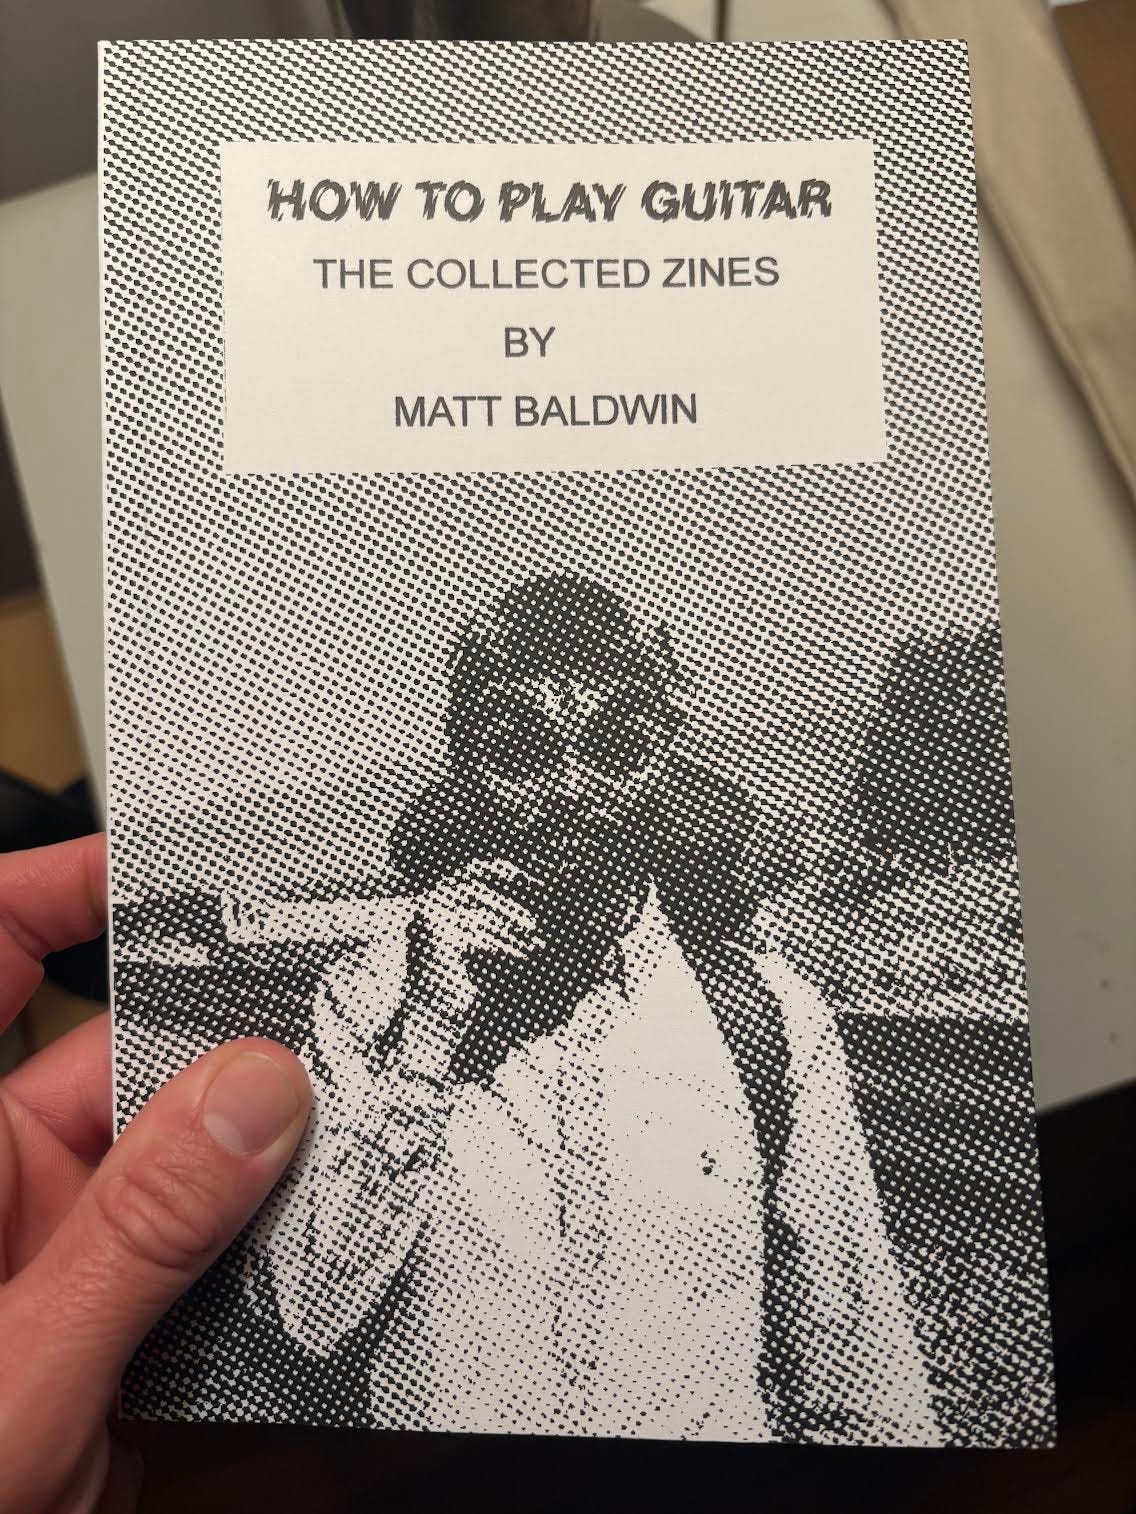 HOW TO PLAY GUITAR
THE COLLECTED ZINES
BY
MATT BALDWIN